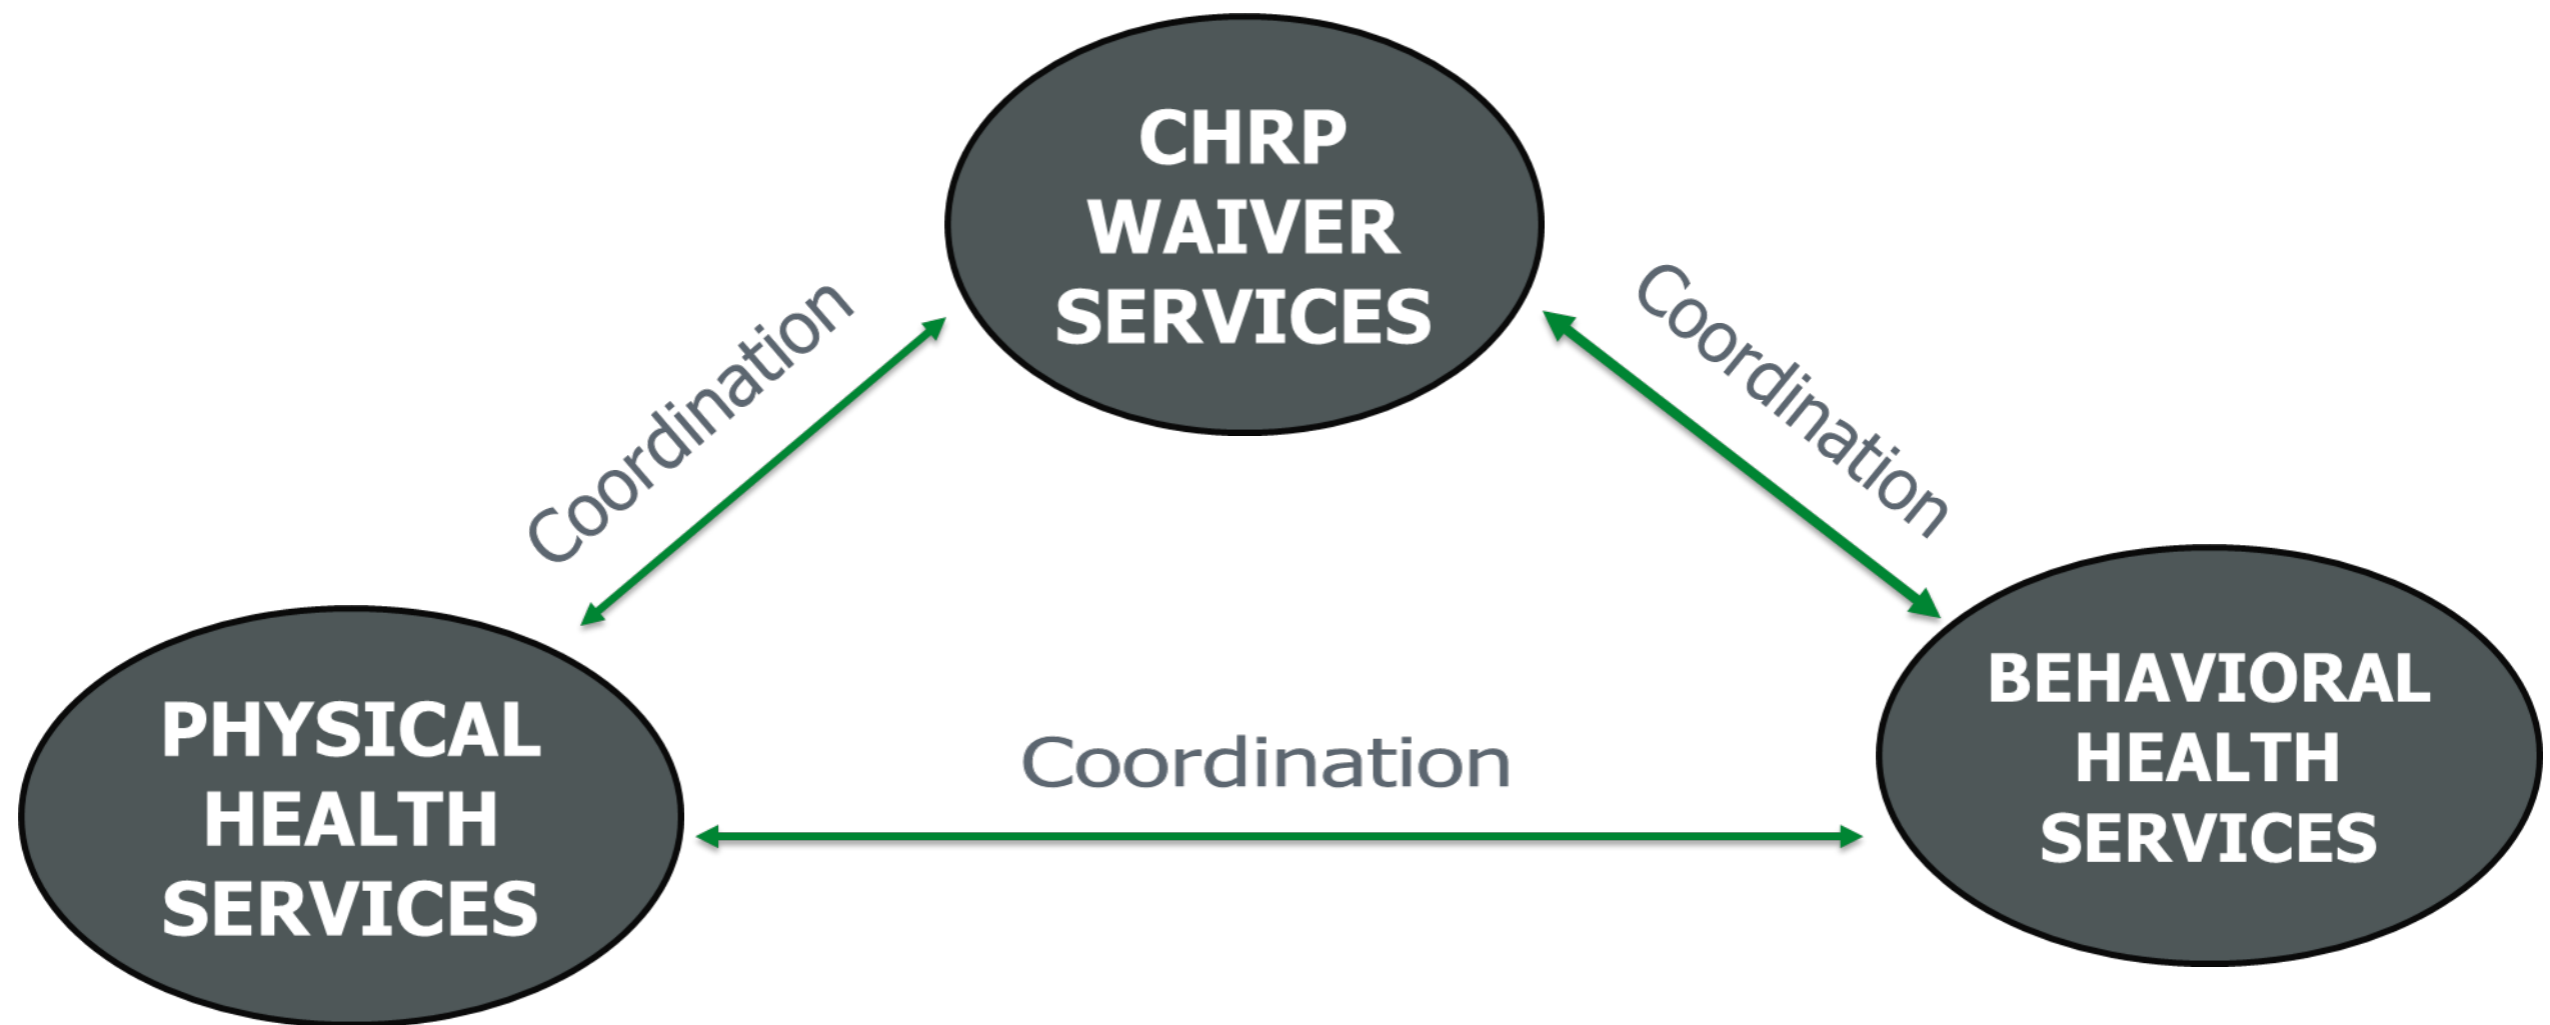 CHRP
WAIVER
SERVICES
Coordination
Coordination
PHYSICAL
HEALTH
SERVICES
Coordination
BEHAVIORAL
HEALTH
SERVICES